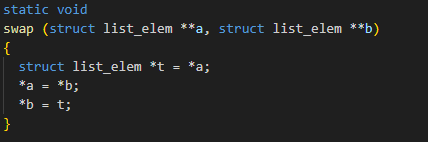 static void
swap (struct list_elem **a, struct list_elem **b)
{
  struct list_elem *t = *a;
  *a = *b;
  *b = t;
}